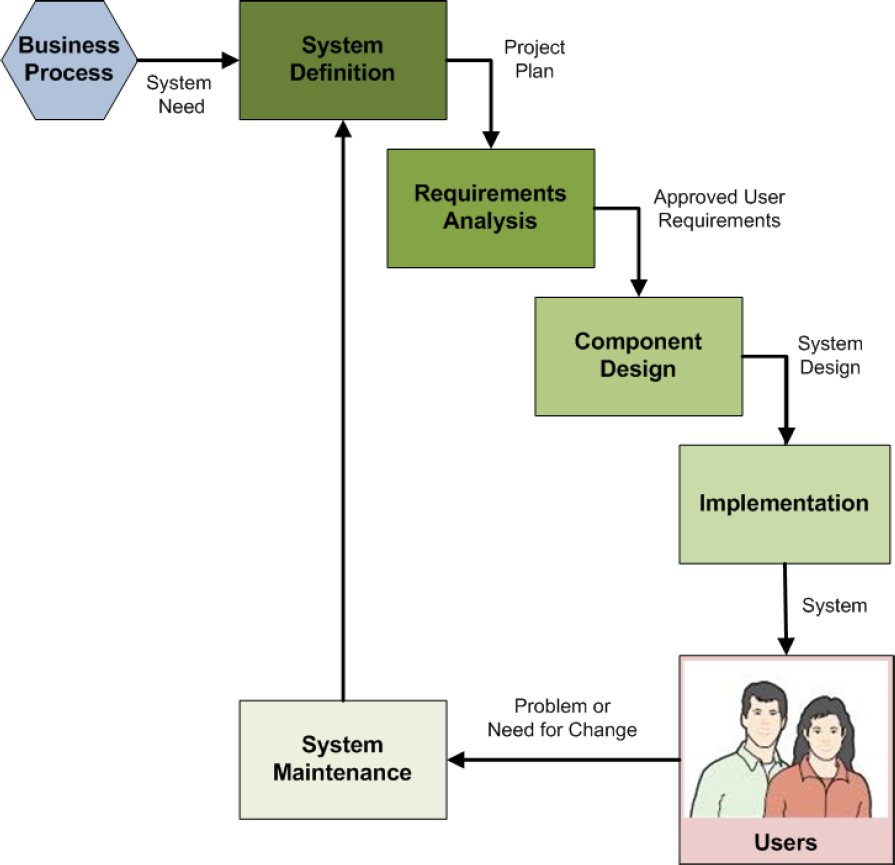 Business
Process
System
Need
System
Definition
Project
Plan
Requirements
Analysis
Approved User
Requirements
Component
Design
System
Design
Implementation
System
Users
Problem or
Need for Change
System
Maintenance